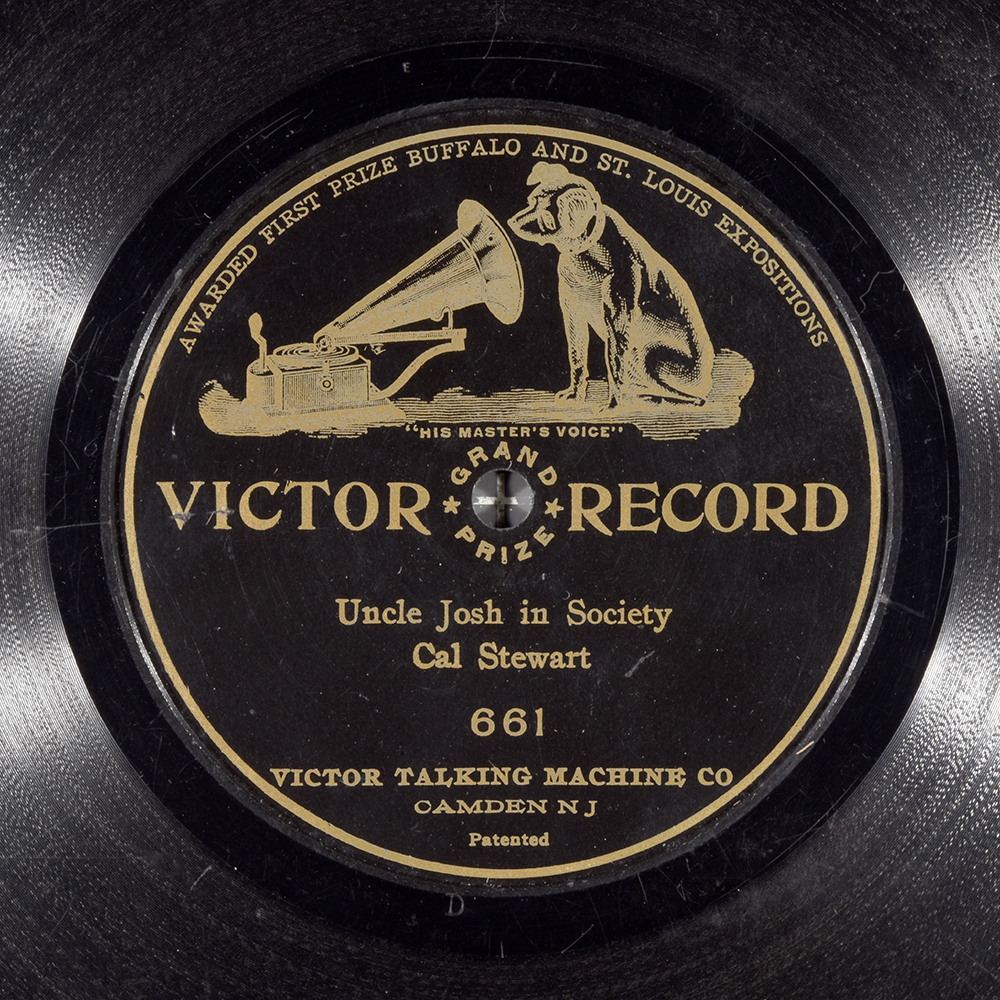 E
AWARDED FIRST PRIZE BUFFALO AND ST. LOUIS EXPOSITIONS
"HIS MASTER'S VOICE"
VICTOR GRAND PRIZE RECORD
Uncle Josh in Society
Cal Stewart
661
VICTOR TALKING MACHINE CO
CAMDEN N J
Patented
D